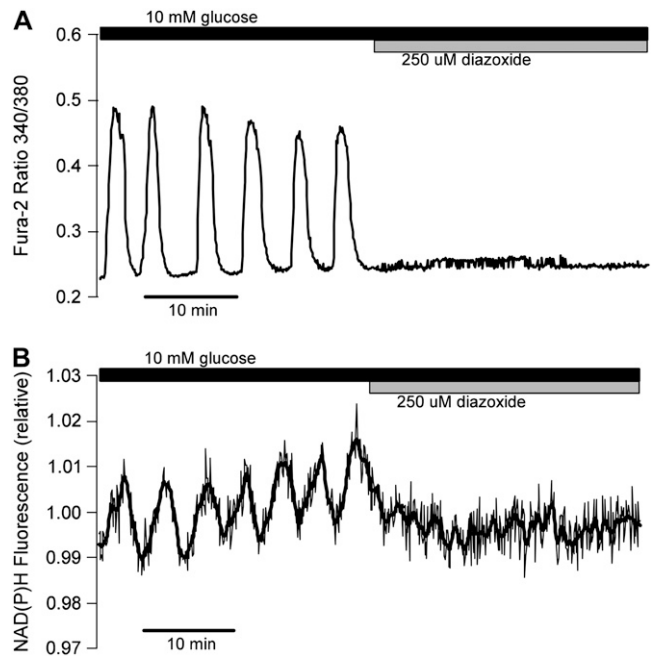 A
10 mM glucose
250 uM diazoxide
Fura-2 Ratio 340/380
0.6
0.5
0.4
0.3
0.2
10 min
B
10 mM glucose
250 uM diazoxide
NAD(P)H Fluorescence (relative)
1.03
1.02
1.01
1.00
0.99
0.98
0.97
10 min